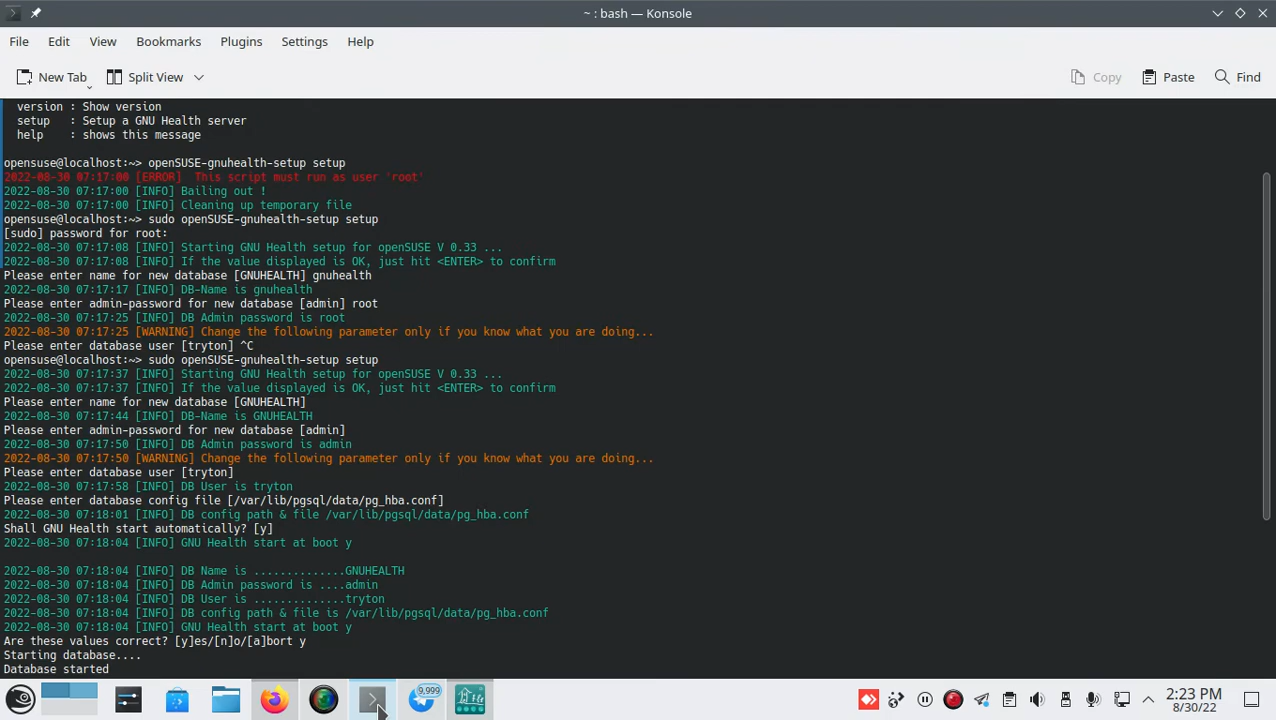 ~ : bash — Konsole
File Edit View Bookmarks Plugins Settings Help
New Tab Split View Copy Paste Find
version : Show version
setup : Setup a GNU Health server
help : shows this message
opensuse@localhost:~> openSUSE-gnuhealth-setup setup
2022-08-30 07:17:00 [ERROR] This script must run as user 'root'
2022-08-30 07:17:00 [INFO] Bailing out !
2022-08-30 07:17:00 [INFO] Cleaning up temporary file
opensuse@localhost:~> sudo openSUSE-gnuhealth-setup setup
[sudo] password for root:
2022-08-30 07:17:08 [INFO] Starting GNU Health setup for openSUSE V 0.33 ...
2022-08-30 07:17:08 [INFO] If the value displayed is OK, just hit <ENTER> to confirm
Please enter name for new database [GNUHEALTH] gnuhealth
2022-08-30 07:17:17 [INFO] DB-Name is gnuhealth
Please enter admin-password for new database [admin] root
2022-08-30 07:17:25 [INFO] DB Admin password is root
2022-08-30 07:17:25 [WARNING] Change the following parameter only if you know what you are doing...
Please enter database user [tryton] ^C
opensuse@localhost:~> sudo openSUSE-gnuhealth-setup setup
2022-08-30 07:17:37 [INFO] Starting GNU Health setup for openSUSE V 0.33 ...
2022-08-30 07:17:37 [INFO] If the value displayed is OK, just hit <ENTER> to confirm
Please enter name for new database [GNUHEALTH]
2022-08-30 07:17:44 [INFO] DB-Name is GNUHEALTH
Please enter admin-password for new database [admin]
2022-08-30 07:17:50 [INFO] DB Admin password is admin
2022-08-30 07:17:50 [WARNING] Change the following parameter only if you know what you are doing...
Please enter database user [tryton]
2022-08-30 07:17:58 [INFO] DB User is tryton
Please enter database config file [/var/lib/pgsql/data/pg_hba.conf]
2022-08-30 07:18:01 [INFO] DB config path & file /var/lib/pgsql/data/pg_hba.conf
Shall GNU Health start automatically? [y]
2022-08-30 07:18:04 [INFO] GNU Health start at boot y
2022-08-30 07:18:04 [INFO] DB Name is ..............GNUHEALTH
2022-08-30 07:18:04 [INFO] DB Admin password is ....admin
2022-08-30 07:18:04 [INFO] DB User is ..............tryton
2022-08-30 07:18:04 [INFO] DB config path & file is /var/lib/pgsql/data/pg_hba.conf
2022-08-30 07:18:04 [INFO] GNU Health start at boot y
Are these values correct? [y]es/[n]o/[a]bort y
Starting database....
Database started
9,999
2:23 PM
8/30/22